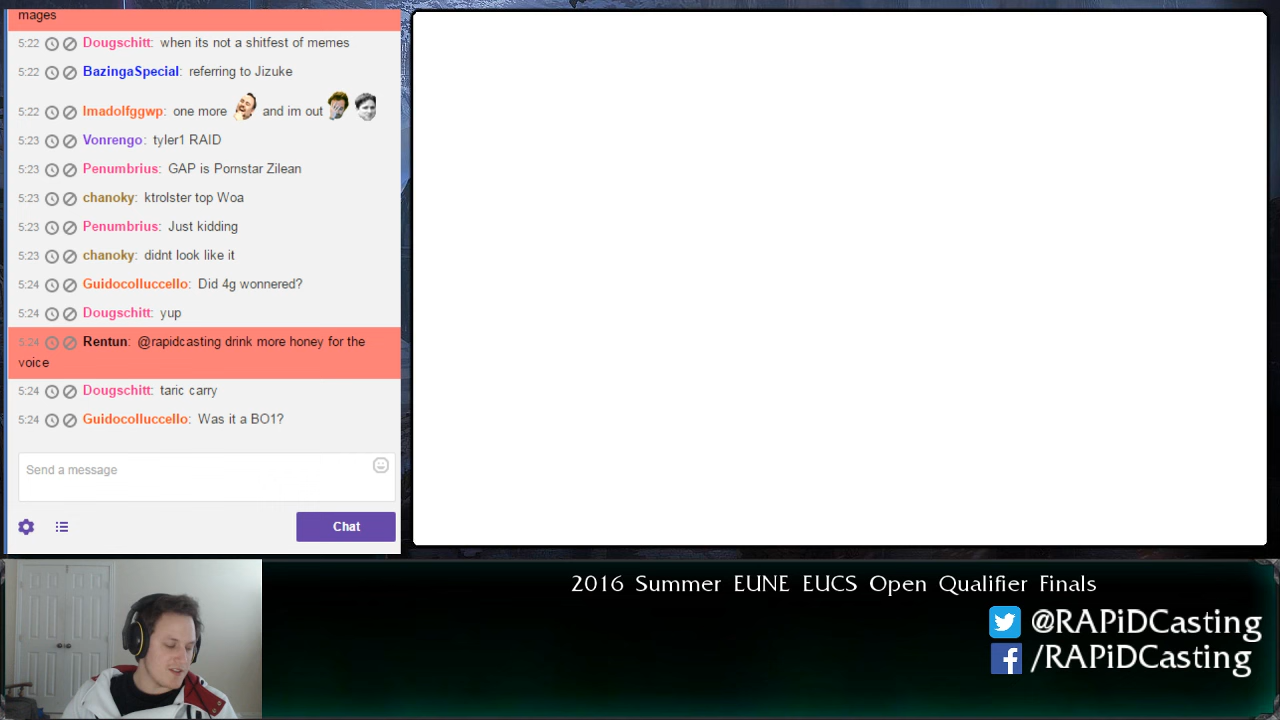 mages
5:22 Dougschitt: when its not a shitfest of memes
5:22 BazingaSpecial: referring to Jizuke
5:22 Imadolfggwp: one more and im out
5:23 Vonrengo: tyler1 RAID
5:23 Penumbrius: GAP is Pornstar Zilean
5:23 chanoky: ktrolster top Woa
5:23 Penumbrius: Just kidding
5:23 chanoky: didnt look like it
5:24 Guidocolluccello: Did 4g wonnered?
5:24 Dougschitt: yup
5:24 Rentun: @rapidcasting drink more honey for the
voice
5:24 Dougschitt: taric carry
5:24 Guidocolluccello: Was it a BO1?
Send a message
Chat
2016 Summer EUNE EUCS Open Qualifier Finals
@RAPiDCasting
/RAPiDCasting